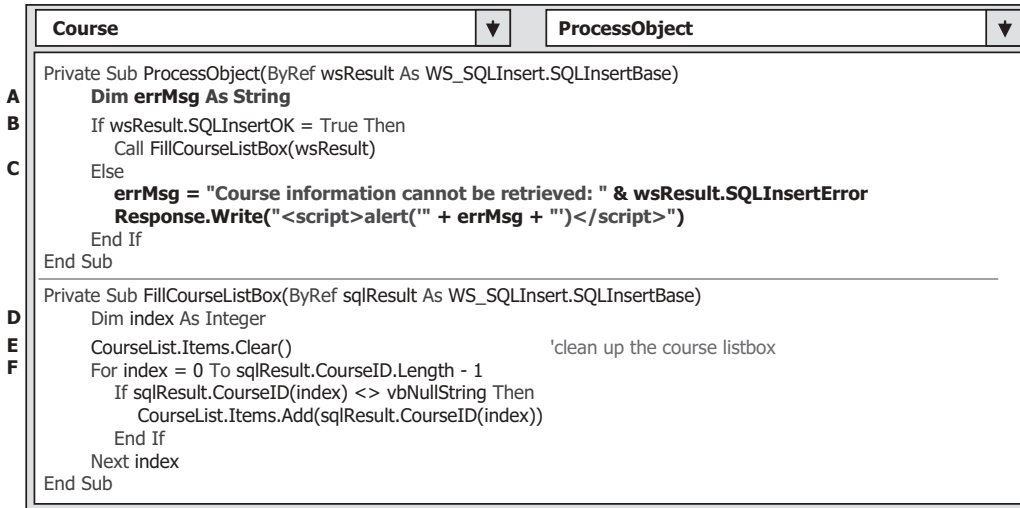 Course ProcessObject
Private Sub ProcessObject(ByRef wsResult As WS_SQLInsert.SQLInsertBase)
A Dim errMsg As String
B If wsResult.SQLInsertOK = True Then
Call FillCourseListBox(wsResult)
C Else
errMsg = "Course information cannot be retrieved: " & wsResult.SQLInsertError
Response.Write("<script>alert('" + errMsg + "')</script>")
End If
End Sub
Private Sub FillCourseListBox(ByRef sqlResult As WS_SQLInsert.SQLInsertBase)
D Dim index As Integer
E CourseList.Items.Clear() 'clean up the course listbox
F For index = 0 To sqlResult.CourseID.Length - 1
If sqlResult.CourseID(index) <> vbNullString Then
CourseList.Items.Add(sqlResult.CourseID(index))
End If
Next index
End Sub